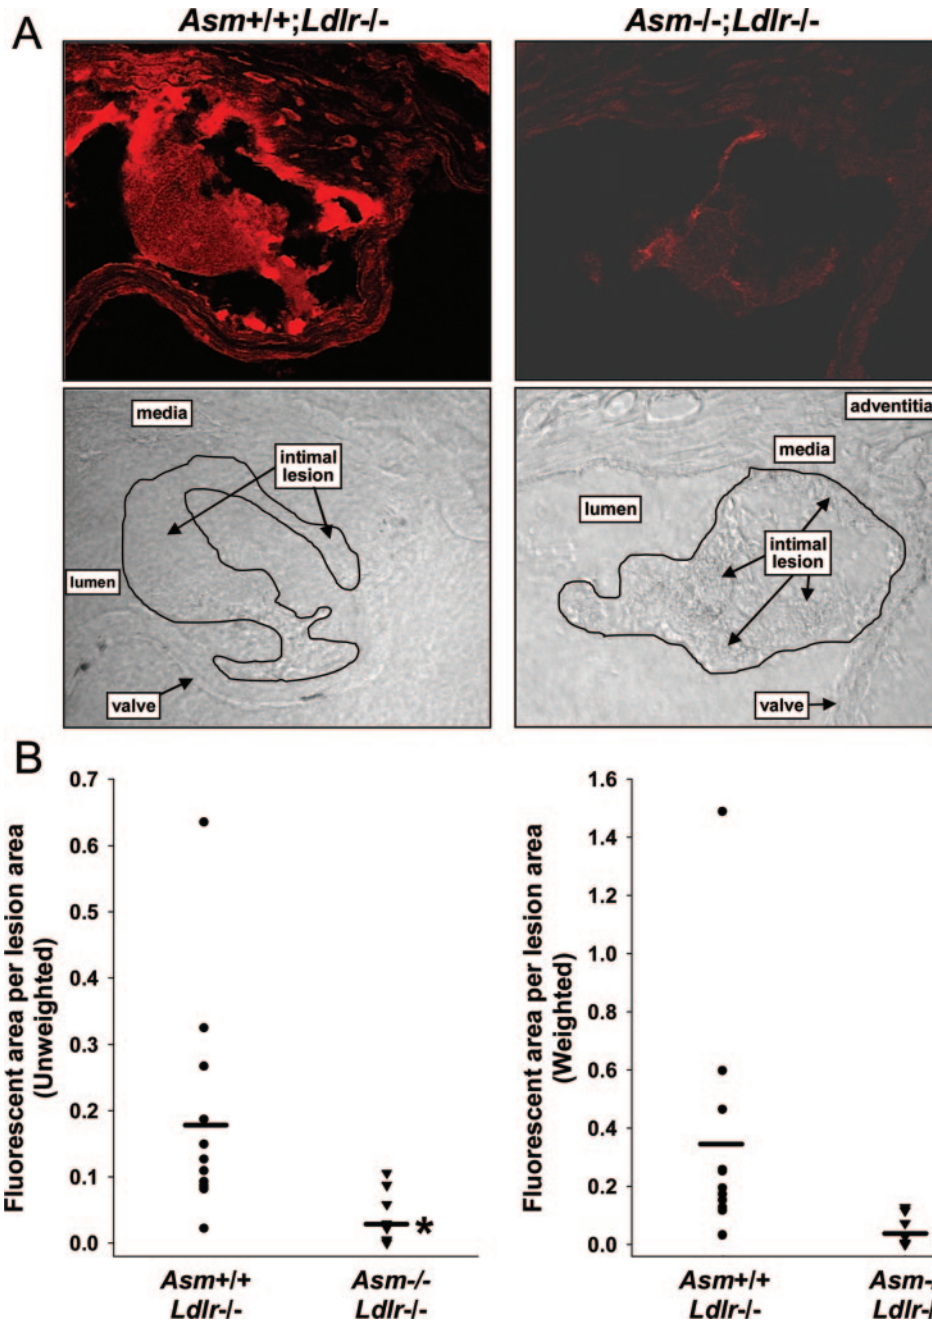 A
Asm+/+;Ldlr-/-
Asm-/-;Ldlr-/-
media
intimal
lesion
lumen
valve
adventitia
media
lumen
intimal
lesion
valve
B
Fluorescent area per lesion area
(Unweighted)
0.7
0.6
0.5
0.4
0.3
0.2
0.1
0.0
*
Asm+/+
Ldlr-/-
Asm-/-
Ldlr-/-
Fluorescent area per lesion area
(Weighted)
1.6
1.4
1.2
1.0
0.8
0.6
0.4
0.2
0.0
Asm+/+
Ldlr-/-
Asm-/
Ldlr-/